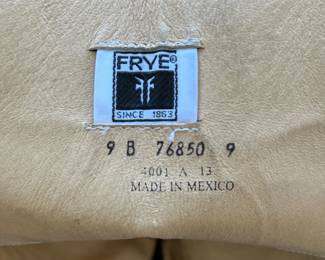 FRYE®
SINCE 1863
9 B 76850 9
4001 A 13
MADE IN MEXICO